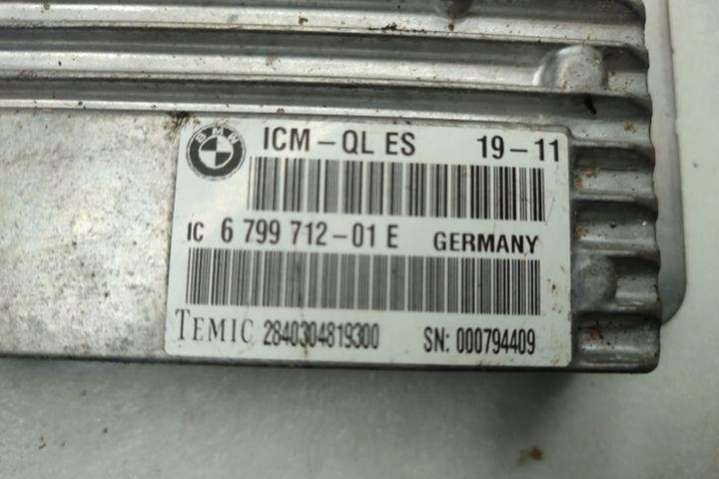 BMW
ICM-QL ES 19-11
IC 6 799 712-01 E GERMANY
TEMIC 2840304819300 SN: 000794409